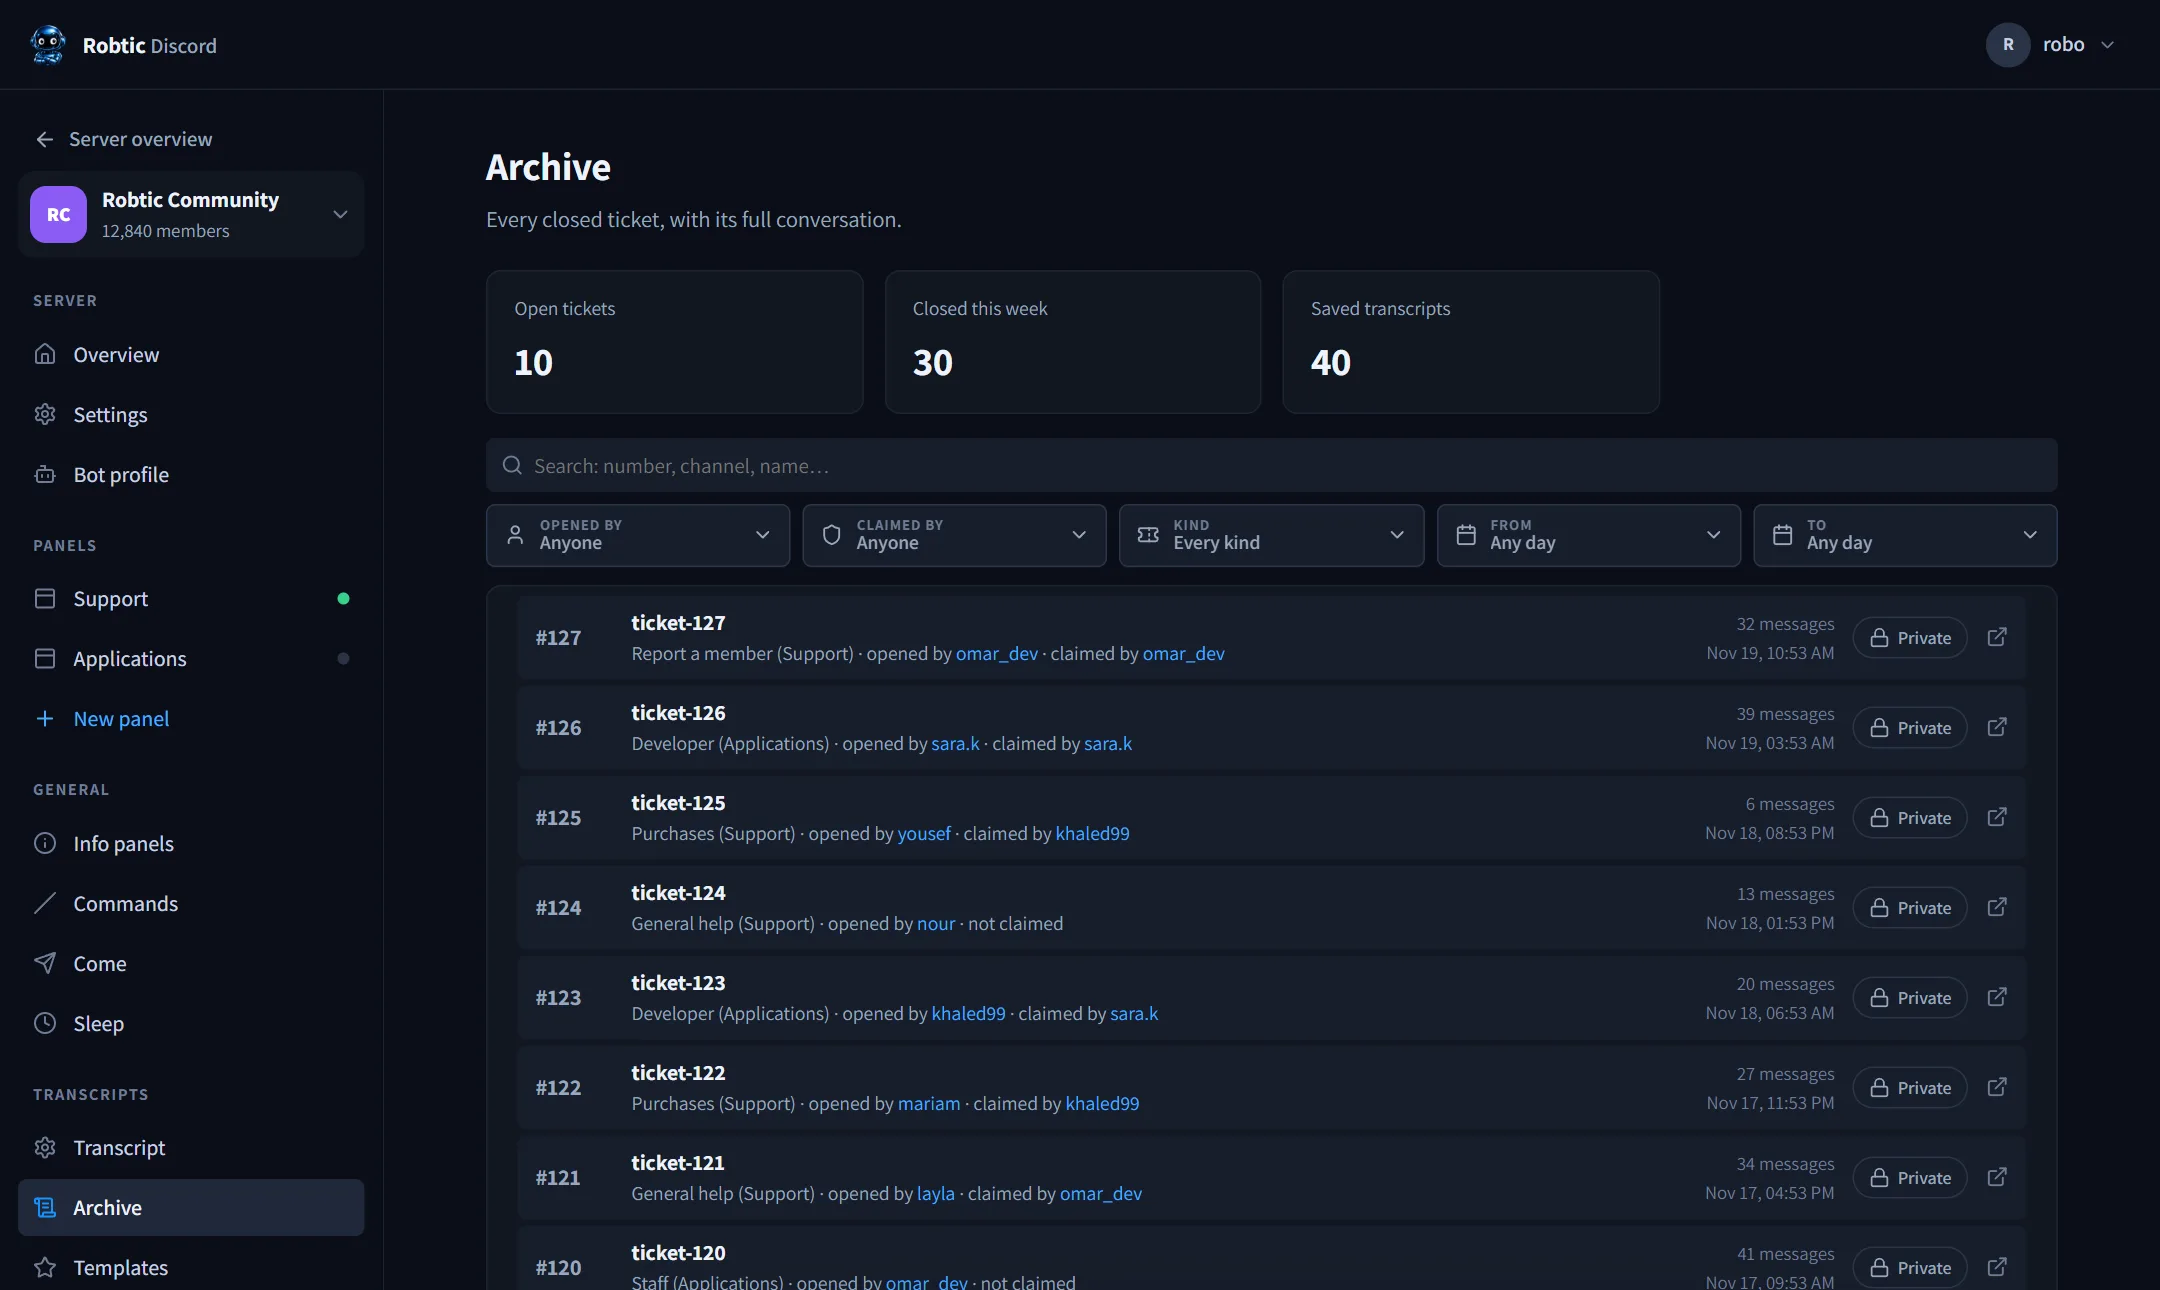 Robtic Discord
R robo
Server overview
RC
Robtic Community
12,840 members
SERVER
Overview
Settings
Bot profile
PANELS
Support
Applications
New panel
GENERAL
Info panels
Commands
Come
Sleep
TRANSCRIPTS
Transcript
Archive
Templates
Archive
Every closed ticket, with its full conversation.
Open tickets
10
Closed this week
30
Saved transcripts
40
Search: number, channel, name…
OPENED BY
Anyone
CLAIMED BY
Anyone
KIND
Every kind
FROM
Any day
TO
Any day
#127
ticket-127
Report a member (Support) · opened by omar_dev · claimed by omar_dev
32 messages
Nov 19, 10:53 AM
Private
#126
ticket-126
Developer (Applications) · opened by sara.k · claimed by sara.k
39 messages
Nov 19, 03:53 AM
Private
#125
ticket-125
Purchases (Support) · opened by yousef · claimed by khaled99
6 messages
Nov 18, 08:53 PM
Private
#124
ticket-124
General help (Support) · opened by nour · not claimed
13 messages
Nov 18, 01:53 PM
Private
#123
ticket-123
Developer (Applications) · opened by khaled99 · claimed by sara.k
20 messages
Nov 18, 06:53 AM
Private
#122
ticket-122
Purchases (Support) · opened by mariam · claimed by khaled99
27 messages
Nov 17, 11:53 PM
Private
#121
ticket-121
General help (Support) · opened by layla · claimed by omar_dev
34 messages
Nov 17, 04:53 PM
Private
#120
ticket-120
Staff (Applications) · opened by omar_dev · not claimed
41 messages
Nov 17, 09:53 AM
Private